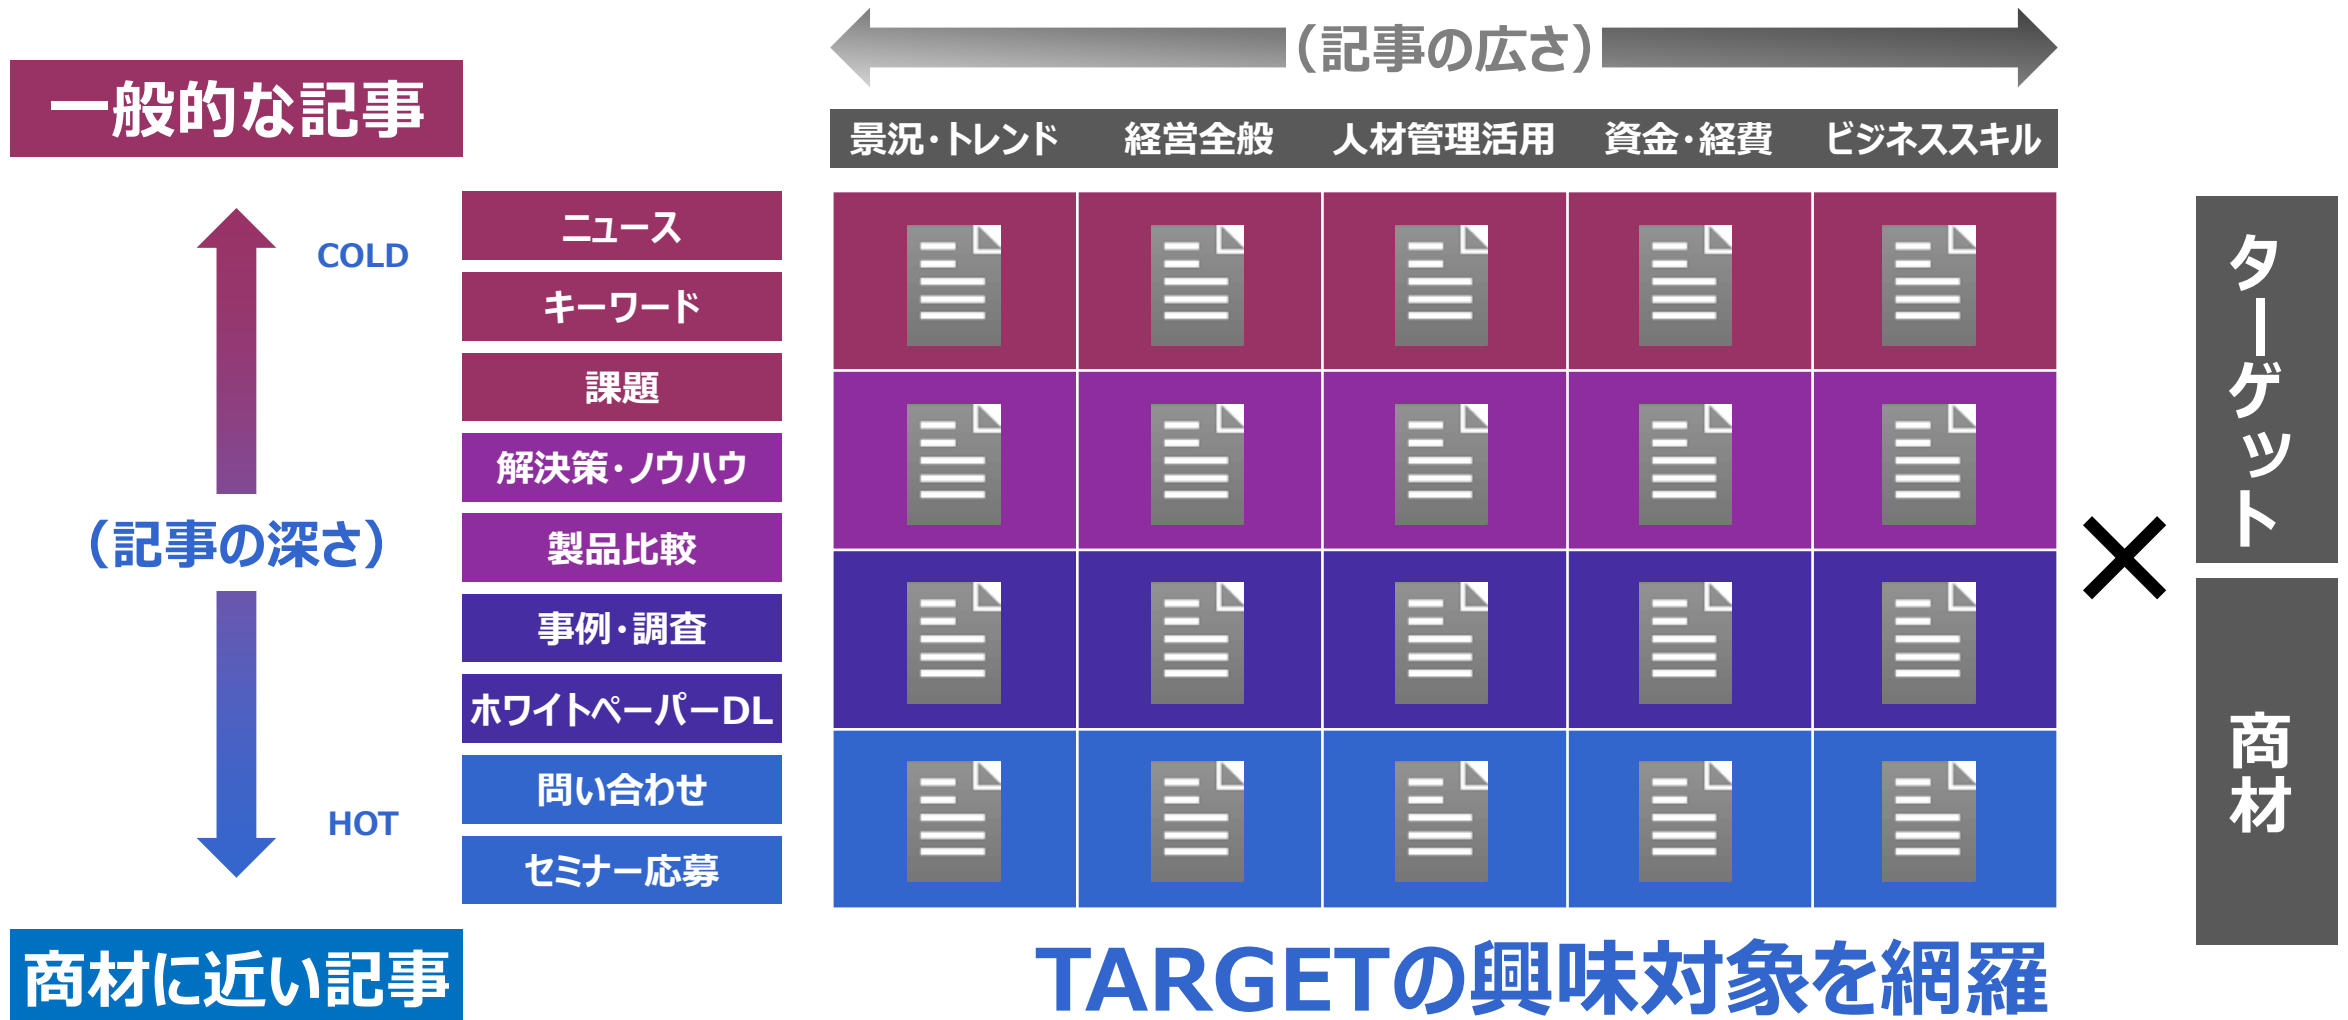 （記事の広さ）
一般的な記事
景況・トレンド
経営全般
人材管理活用
資金・経費
ビジネススキル
COLD
（記事の深さ）
HOT
商材に近い記事
ニュース
キーワード
課題
解決策・ノウハウ
製品比較
事例・調査
ホワイトペーパーDL
問い合わせ
セミナー応募
×
ターゲット
商材
TARGETの興味対象を網羅